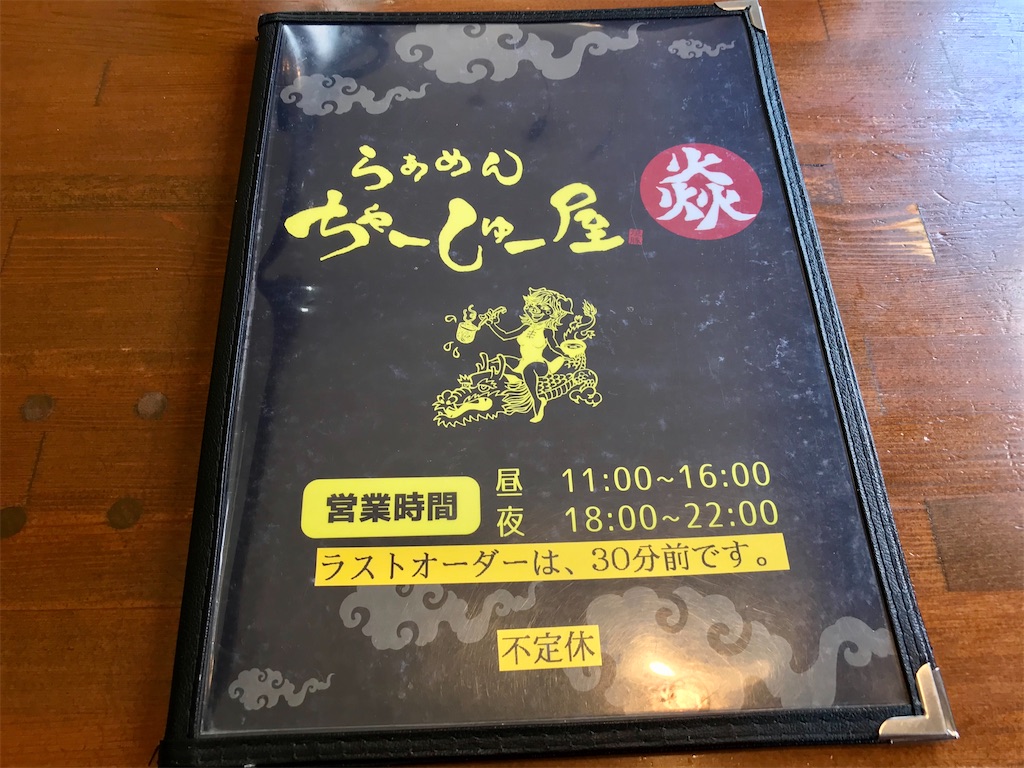 らぁめん
ちゃーしゅー屋
焱
営業時間
昼 11:00~16:00
夜 18:00~22:00
ラストオーダーは、30分前です。
不定休